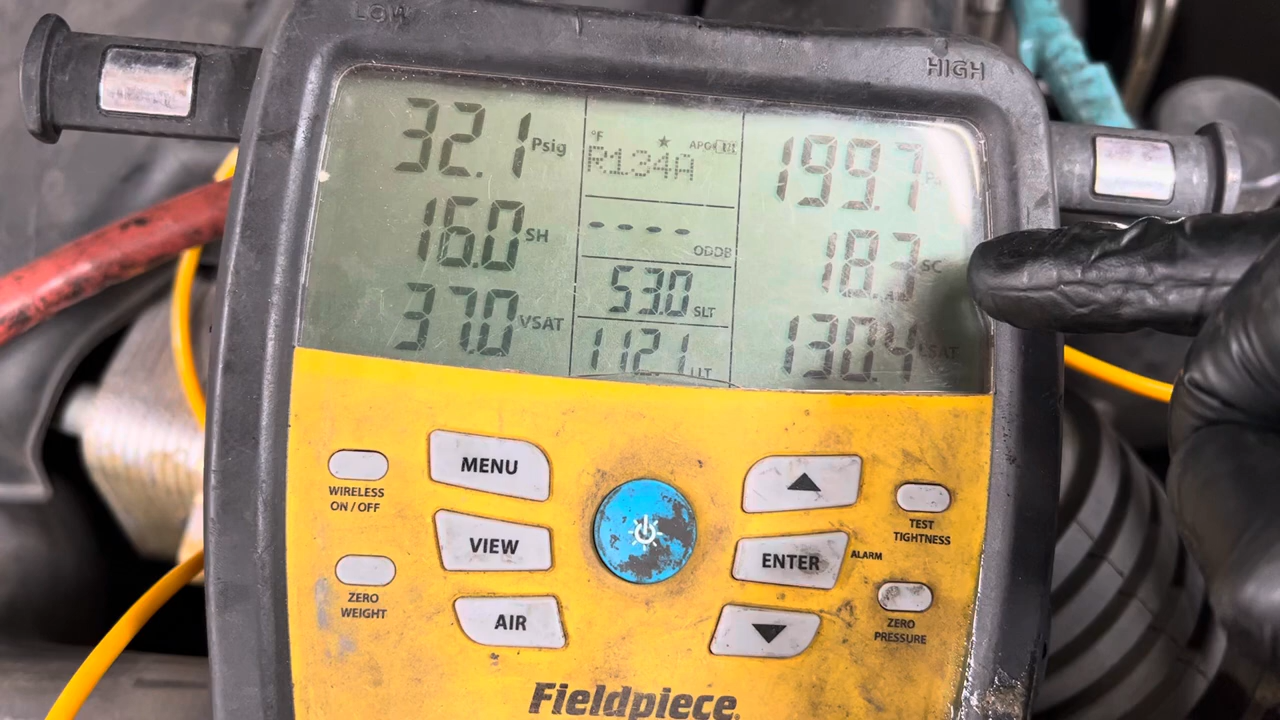 LOW
HIGH
32.1 Psig
16.0 SH
37.0 VSAT
°F
APO
R134A
- - - -
ODDB
53.0 SLT
112.1 LLT
199.7
18.3 SC
130.4 LSAT
MENU
VIEW
AIR
WIRELESS
ON / OFF
ZERO
WEIGHT
ENTER
ALARM
TEST
TIGHTNESS
ZERO
PRESSURE
Fieldpiece